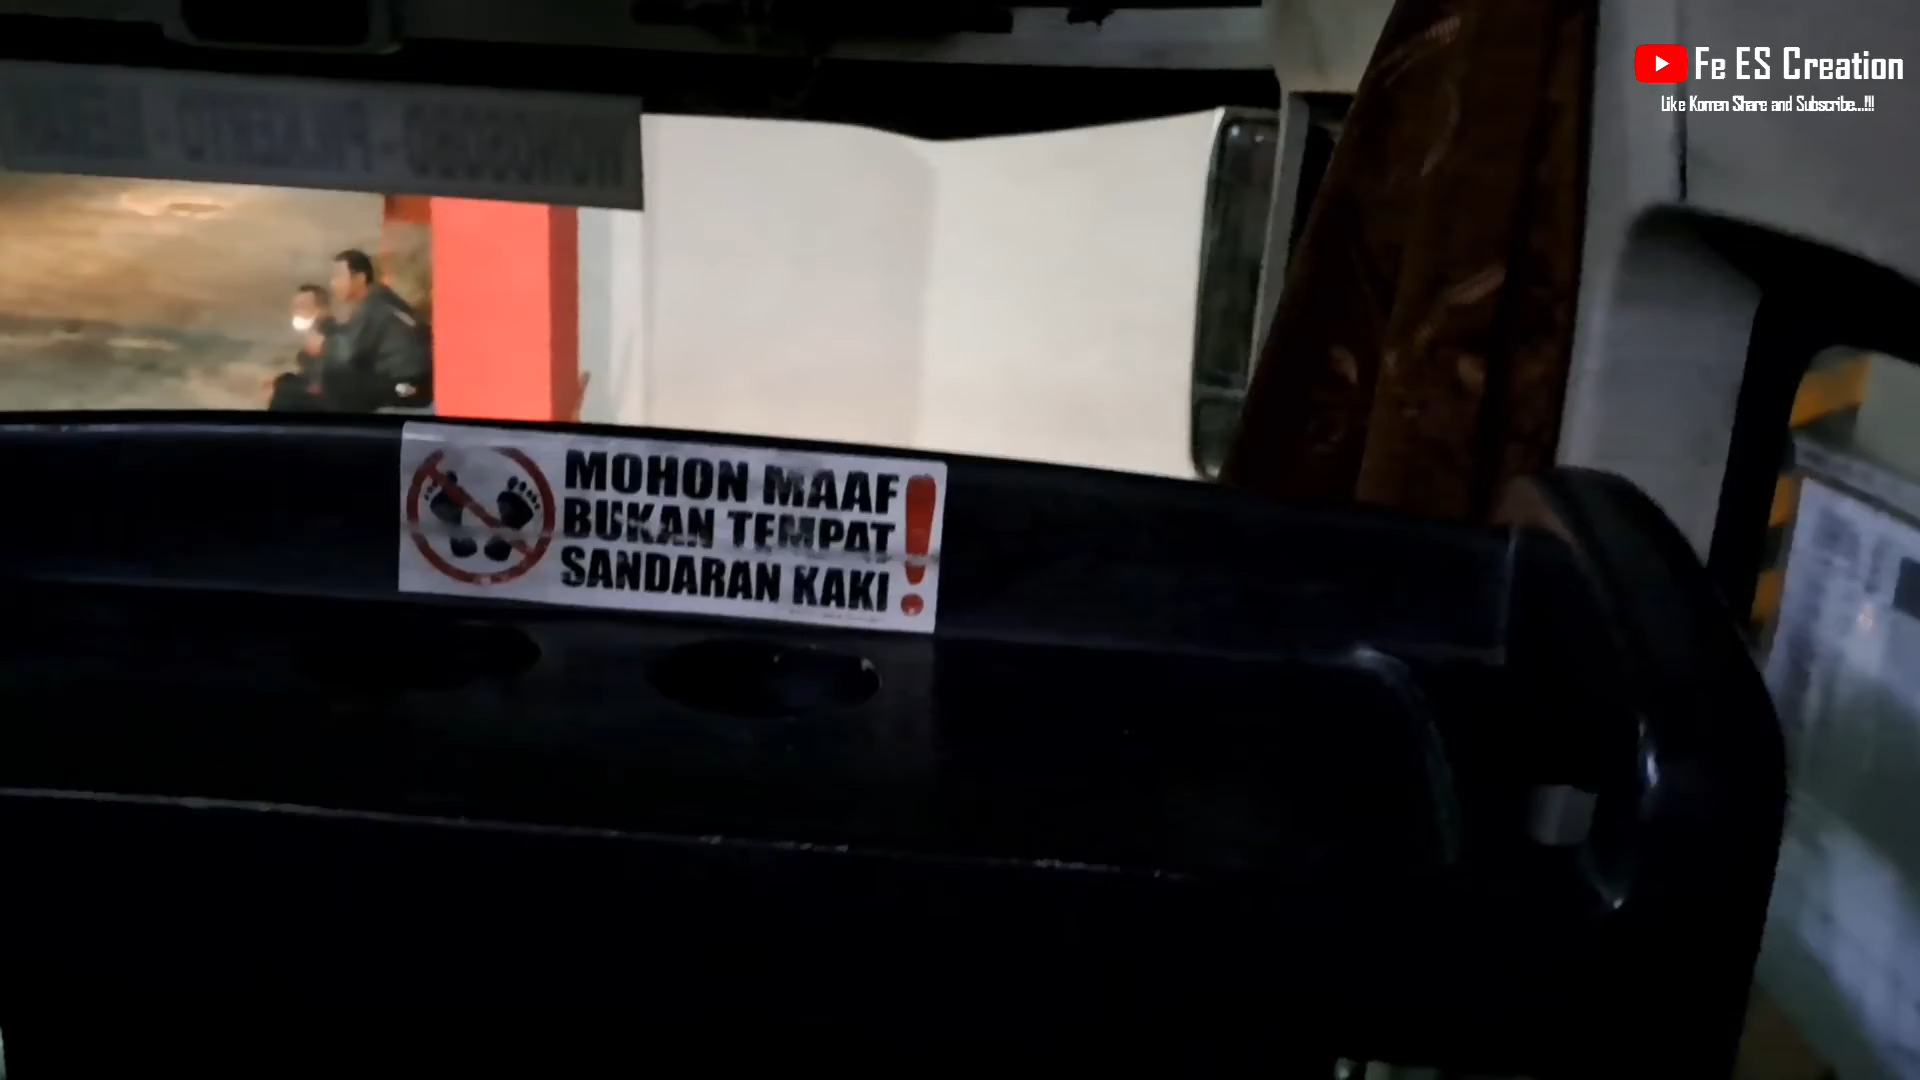 Fe ES Creation
Like Komen Share and Subscribe...!!!
MOHON MAAF
BUKAN TEMPAT
SANDARAN KAKI !